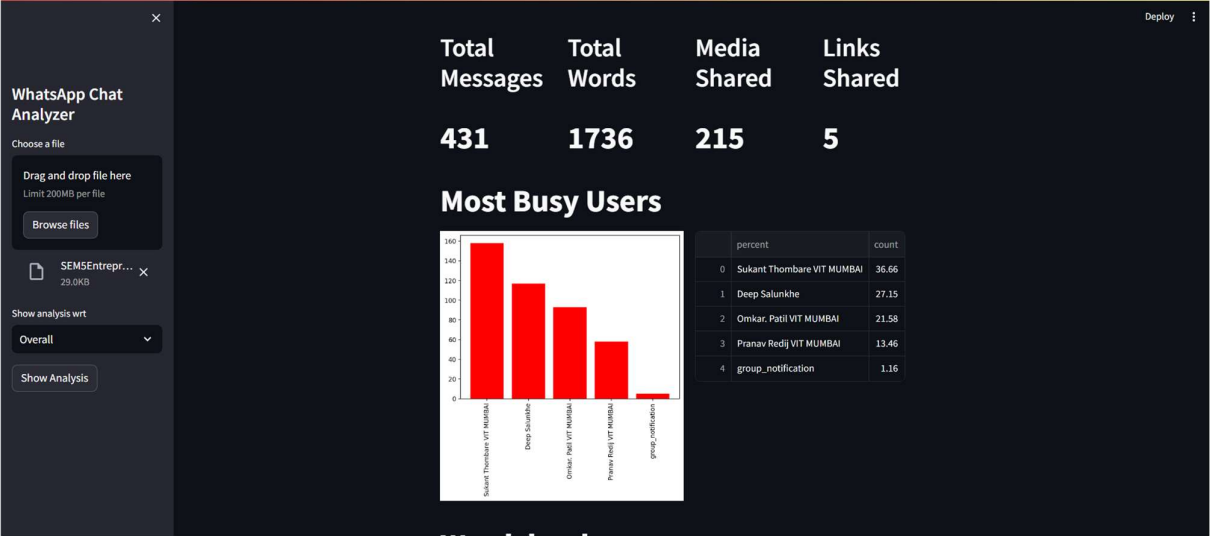 Deploy
WhatsApp Chat
Analyzer
Choose a file
Drag and drop file here
Limit 200MB per file
Browse files
SEM5Entrepr...
29.0KB
Show analysis wrt
Overall
Show Analysis
Total
Messages
431
Total
Words
1736
Media
Shared
215
Links
Shared
5
Most Busy Users
160
140
120
100
80
60
40
20
0
Sukant Thombare VIT MUMBAI
Deep Salunkhe
Omkar. Patil VIT MUMBAI
Pranav Redij VIT MUMBAI
group_notification
percent count
0 Sukant Thombare VIT MUMBAI 36.66
1 Deep Salunkhe 27.15
2 Omkar. Patil VIT MUMBAI 21.58
3 Pranav Redij VIT MUMBAI 13.46
4 group_notification 1.16